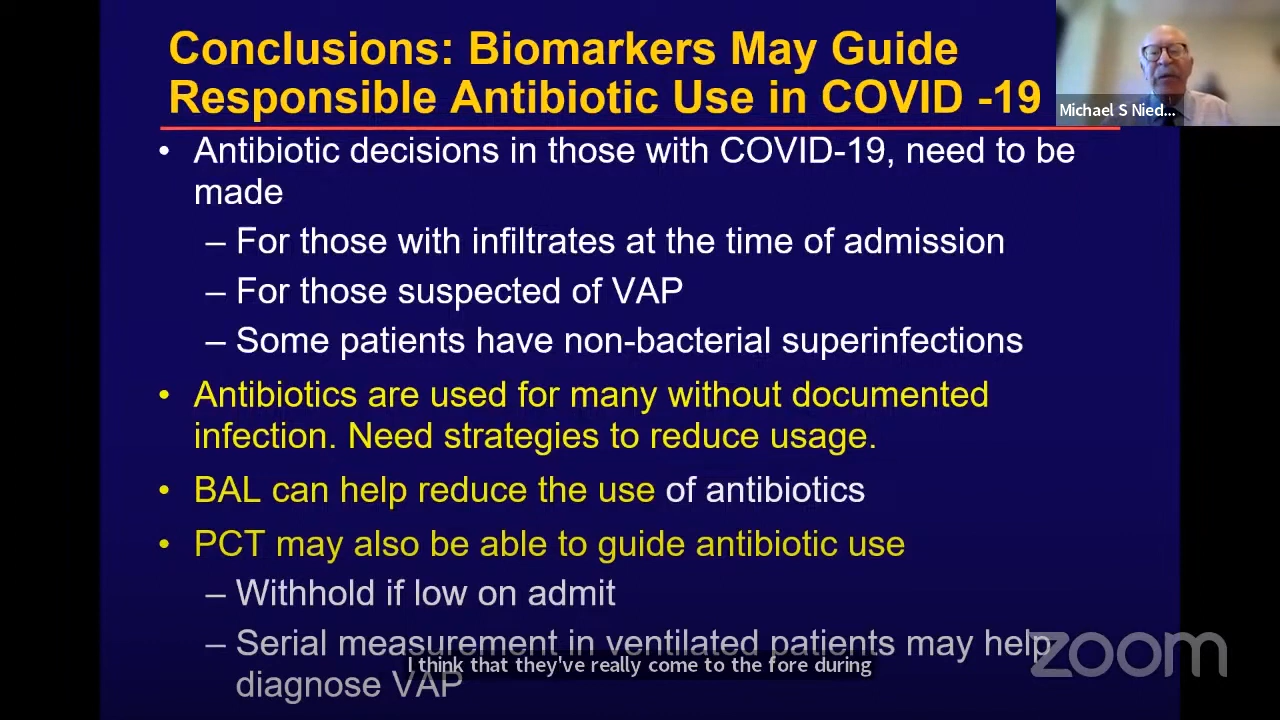 Conclusions: Biomarkers May Guide
Responsible Antibiotic Use in COVID -19
Michael S Nied...
• Antibiotic decisions in those with COVID-19, need to be
made
– For those with infiltrates at the time of admission
– For those suspected of VAP
– Some patients have non-bacterial superinfections
• Antibiotics are used for many without documented
infection. Need strategies to reduce usage.
• BAL can help reduce the use of antibiotics
• PCT may also be able to guide antibiotic use
– Withhold if low on admit
– Serial measurement in ventilated patients may help
diagnose VAP
I think that they've really come to the fore during
zoom